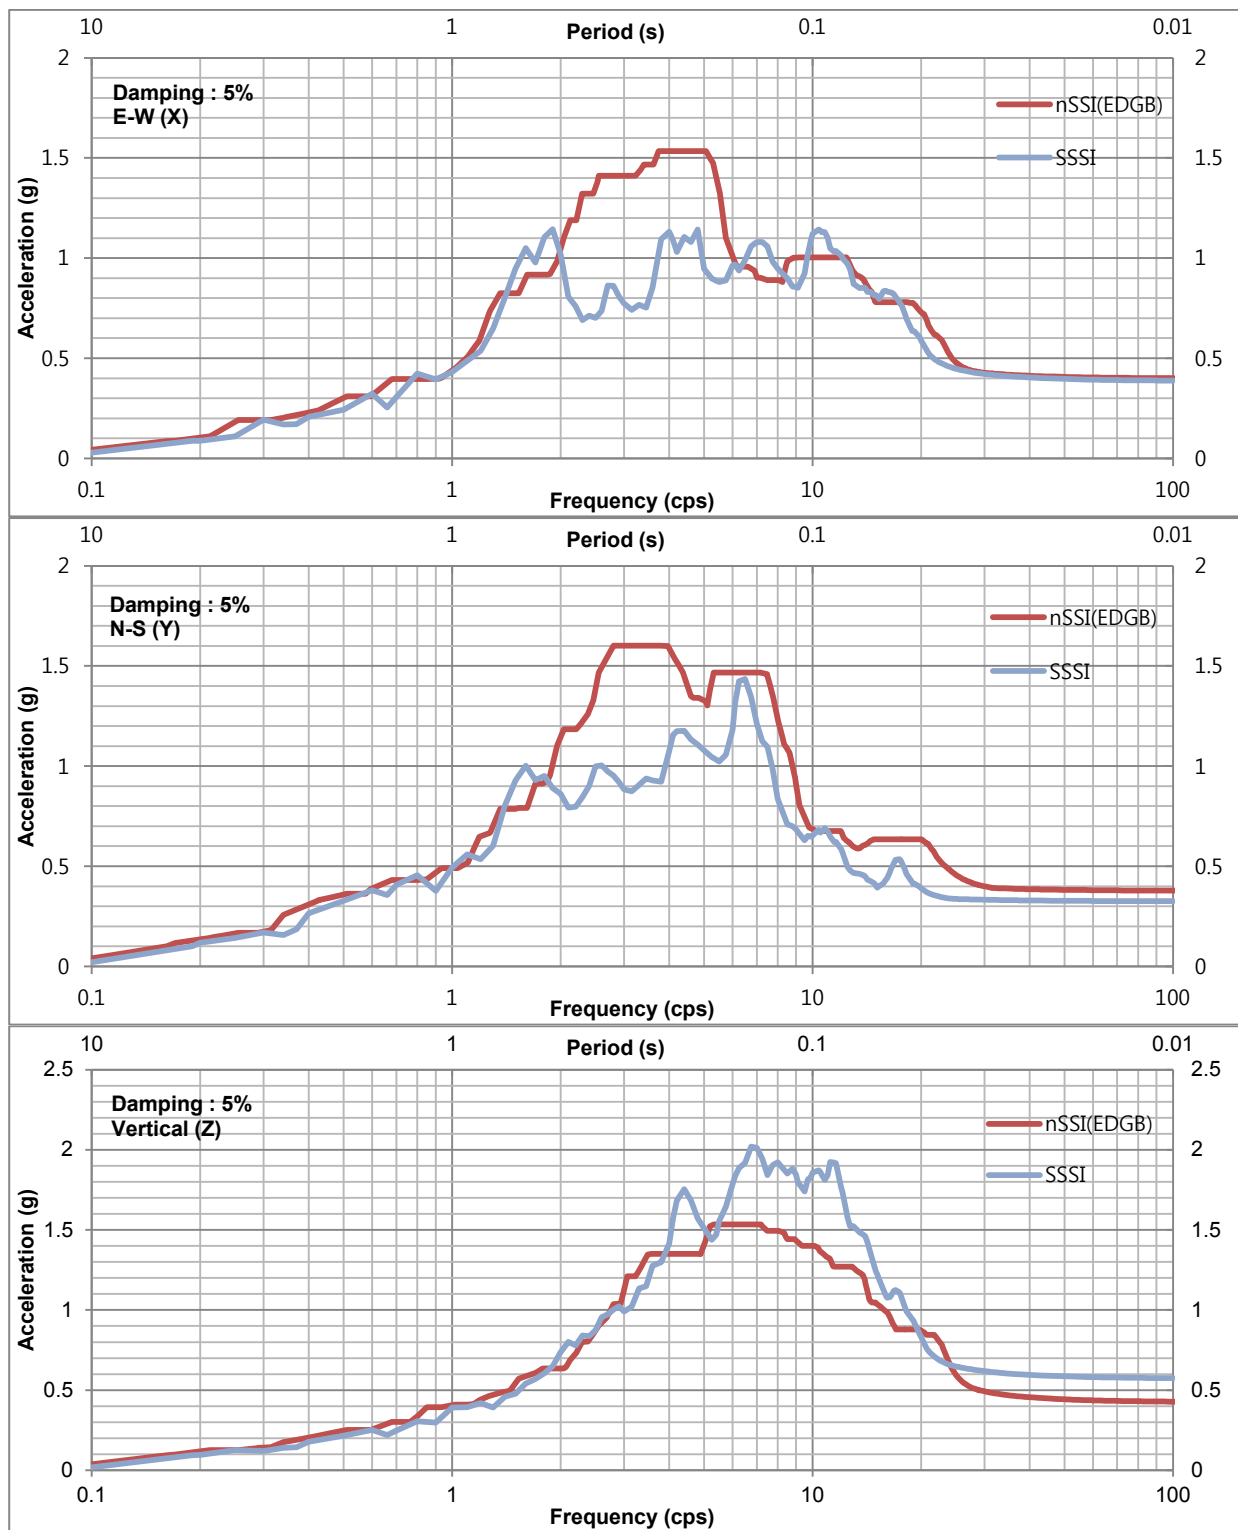 10 1 Period (s) 0.1 0.01
2 2
Damping : 5%
E-W (X)
nSSI(EDGB)
1.5 1.5
SSSI
1 1
0.5 0.5
0 0
Acceleration (g)
0.1 1 10 100
Frequency (cps)
10 1 Period (s) 0.1 0.01
2 2
Damping : 5%
N-S (Y)
nSSI(EDGB)
1.5 1.5
SSSI
1 1
0.5 0.5
0 0
Acceleration (g)
0.1 1 10 100
Frequency (cps)
10 1 Period (s) 0.1 0.01
2.5 2.5
Damping : 5%
Vertical (Z)
nSSI(EDGB)
2 2
SSSI
1.5 1.5
1 1
0.5 0.5
0 0
Acceleration (g)
0.1 1 10 100
Frequency (cps)